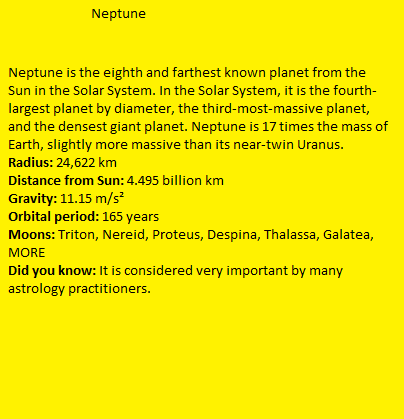 Neptune
Neptune is the eighth and farthest known planet from the
Sun in the Solar System. In the Solar System, it is the fourth-
largest planet by diameter, the third-most-massive planet,
and the densest giant planet. Neptune is 17 times the mass of
Earth, slightly more massive than its near-twin Uranus.
Radius: 24,622 km
Distance from Sun: 4.495 billion km
Gravity: 11.15 m/s²
Orbital period: 165 years
Moons: Triton, Nereid, Proteus, Despina, Thalassa, Galatea,
MORE
Did you know: It is considered very important by many
astrology practitioners.